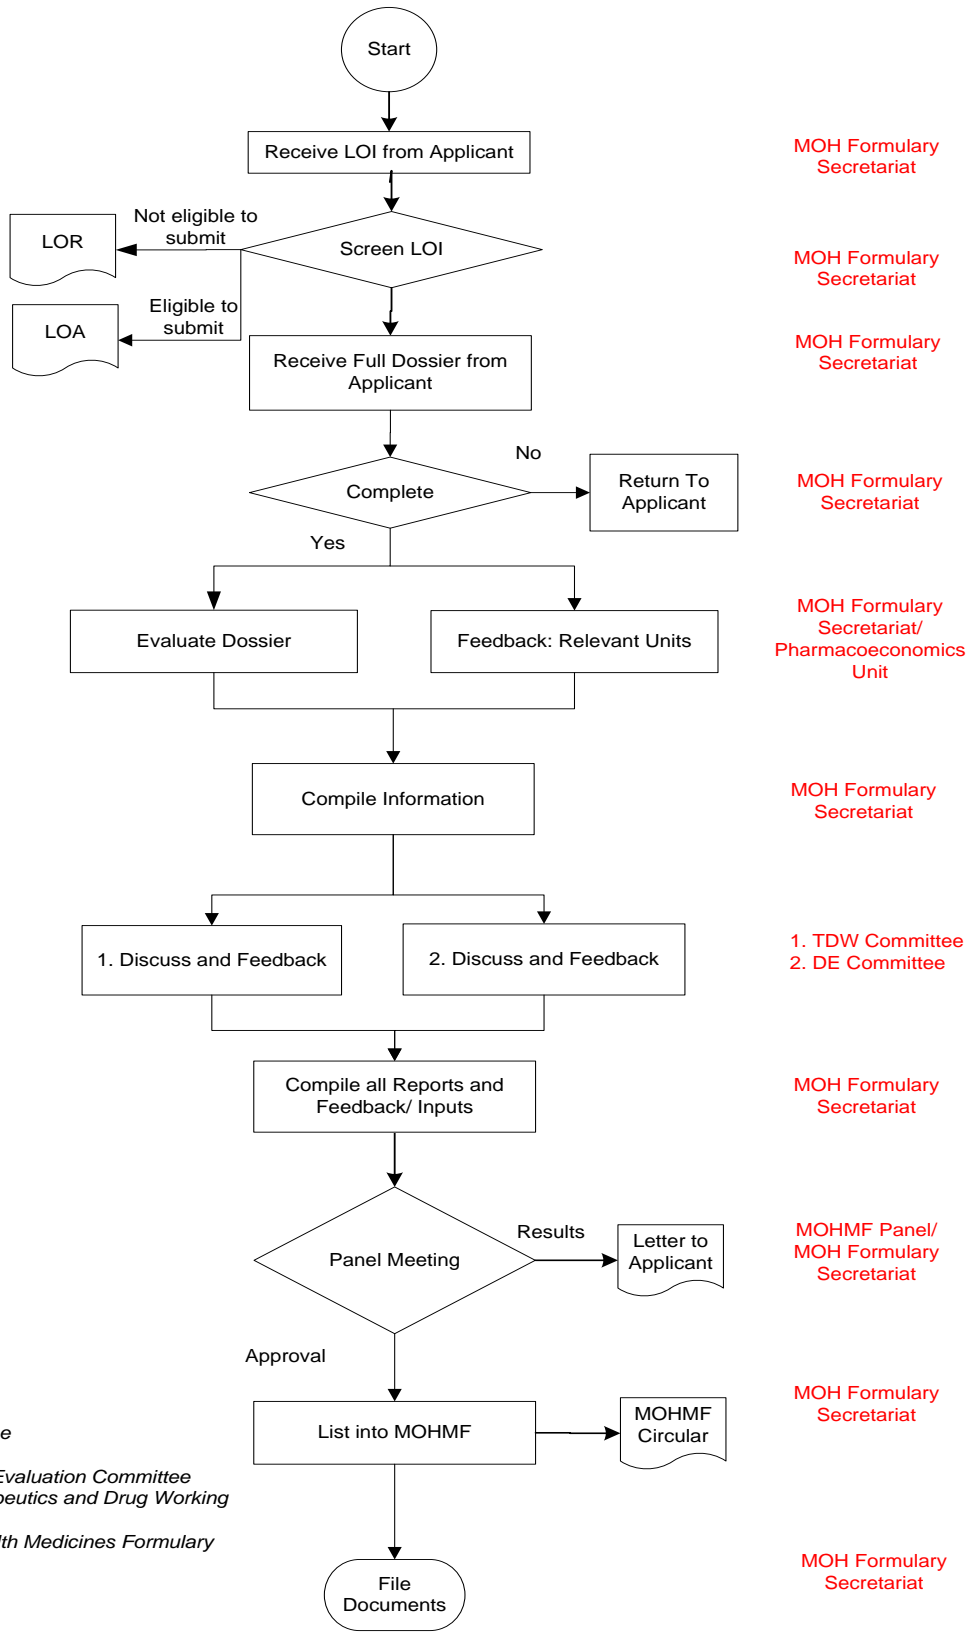 Start
Receive LOI from Applicant
MOH Formulary
Secretariat
Not eligible to
submit
LOR
Screen LOI
MOH Formulary
Secretariat
Eligible to
submit
LOA
Receive Full Dossier from
Applicant
MOH Formulary
Secretariat
No
Complete
Return To
Applicant
MOH Formulary
Secretariat
Yes
Evaluate Dossier
Feedback: Relevant Units
MOH Formulary
Secretariat/
Pharmacoeconomics
Unit
Compile Information
MOH Formulary
Secretariat
1. Discuss and Feedback
2. Discuss and Feedback
1. TDW Committee
2. DE Committee
Compile all Reports and
Feedback/ Inputs
MOH Formulary
Secretariat
Panel Meeting
Results
Letter to
Applicant
MOHMF Panel/
MOH Formulary
Secretariat
Approval
List into MOHMF
MOHMF
Circular
MOH Formulary
Secretariat
Evaluation Committee
and Drug Working
Medicines Formulary
File
Documents
MOH Formulary
Secretariat